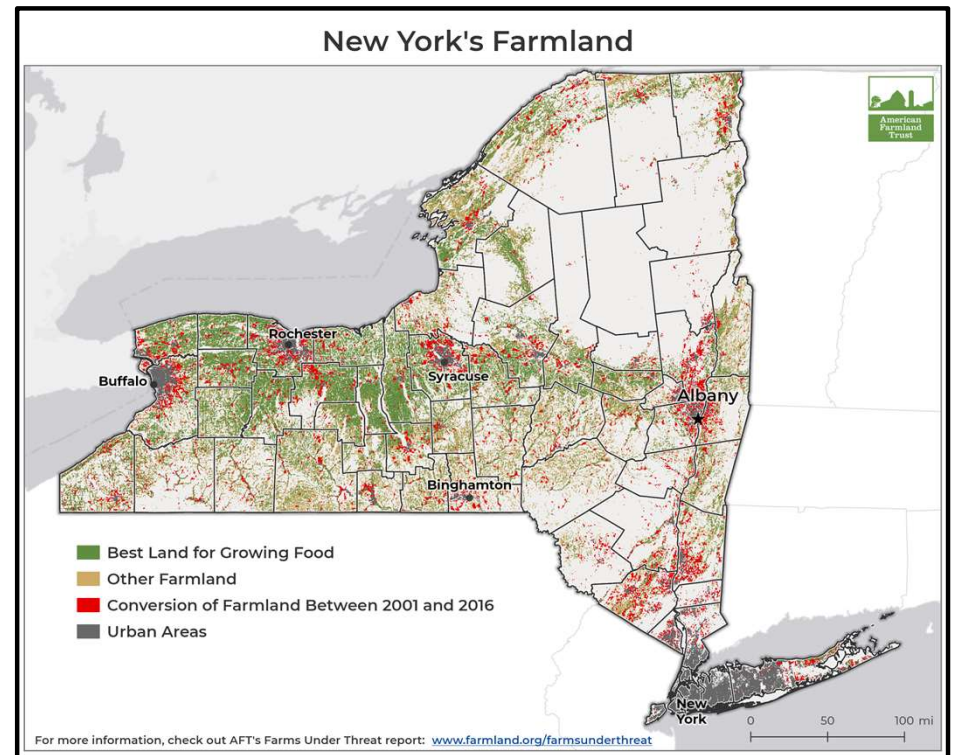 New York's Farmland
American
Farmland
Trust
Rochester
Buffalo
Syracuse
Albany
Binghamton
Best Land for Growing Food
Other Farmland
Conversion of Farmland Between 2001 and 2016
Urban Areas
New
York
0 50 100 mi
For more information, check out AFT's Farms Under Threat report: www.farmland.org/farmsunderthreat